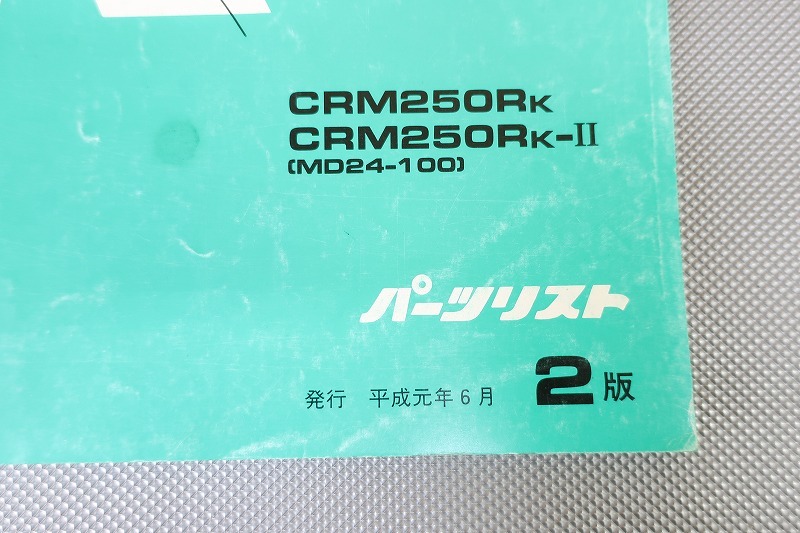 CRM250RK
CRM250RK-II
(MD24-100)
パーツリスト
発行 平成元年6月 2版